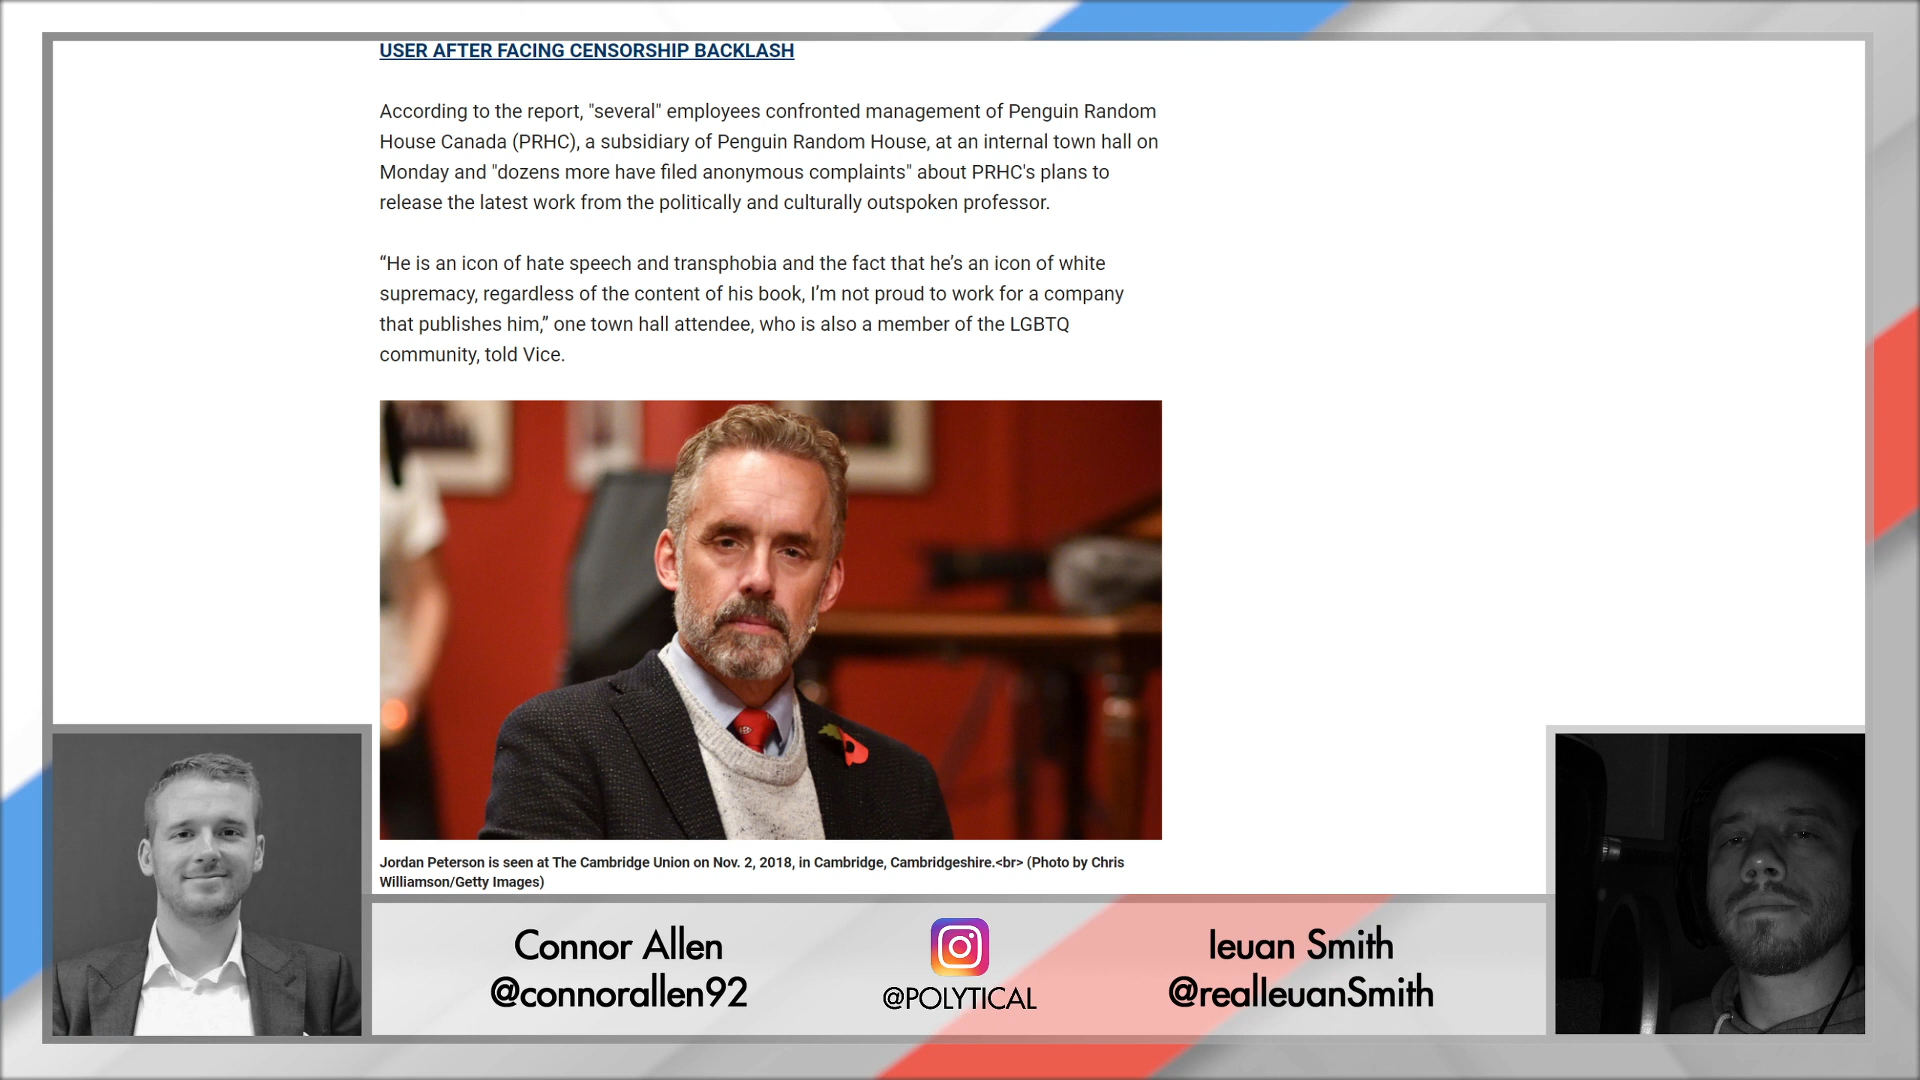 USER AFTER FACING CENSORSHIP BACKLASH
According to the report, "several" employees confronted management of Penguin Random
House Canada (PRHC), a subsidiary of Penguin Random House, at an internal town hall on
Monday and "dozens more have filed anonymous complaints" about PRHC's plans to
release the latest work from the politically and culturally outspoken professor.
“He is an icon of hate speech and transphobia and the fact that he’s an icon of white
supremacy, regardless of the content of his book, I’m not proud to work for a company
that publishes him,” one town hall attendee, who is also a member of the LGBTQ
community, told Vice.
Jordan Peterson is seen at The Cambridge Union on Nov. 2, 2018, in Cambridge, Cambridgeshire.<br> (Photo by Chris
Williamson/Getty Images)
Connor Allen
@connorallen92
@POLYTICAL
Ieuan Smith
@realIeuanSmith